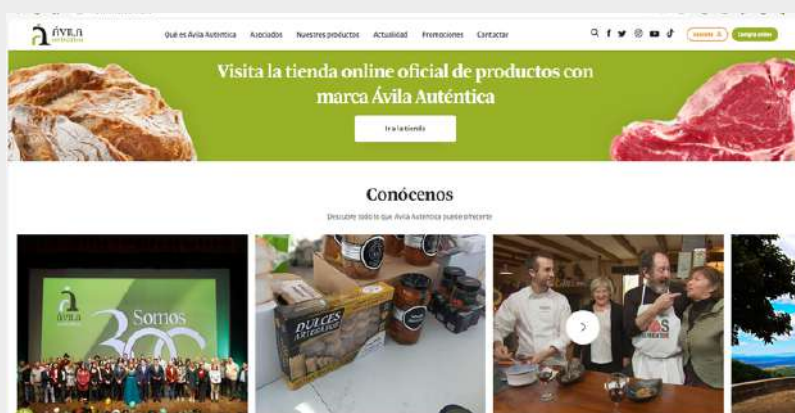 ÁVILA
Qué es Ávila Auténtica
Asociados
Nuestros productos
Actualidad
Promociones
Contactar
Compra online
Visita la tienda online oficial de productos con
marca Ávila Auténtica
Ir a la tienda
Conócenos
Descubre todo lo que Ávila Auténtica puede ofrecerte
ÁVILA
Somos
300
DULCES